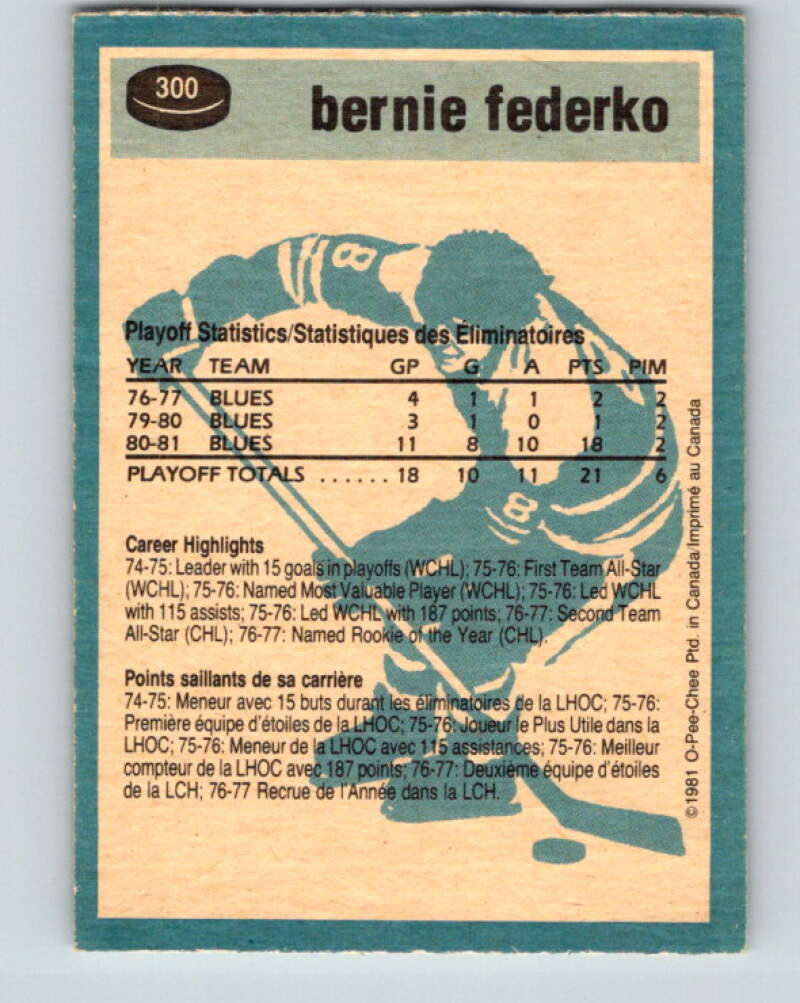 300
bernie federko
Playoff Statistics/Statistiques des Éliminatoires
YEAR TEAM GP G A PTS PIM
76-77 BLUES 4 1 1 2 2
79-80 BLUES 3 1 0 1 2
80-81 BLUES 11 8 10 18 2
PLAYOFF TOTALS ...... 18 10 11 21 6
Career Highlights
74-75: Leader with 15 goals in playoffs (WCHL); 75-76: First Team All-Star
(WCHL); 75-76: Named Most Valuable Player (WCHL); 75-76: Led WCHL
with 115 assists; 75-76: Led WCHL with 187 points; 76-77: Second Team
All-Star (CHL); 76-77: Named Rookie of the Year (CHL).
Points saillants de sa carrière
74-75: Meneur avec 15 buts durant les éliminatoires de la LHOC; 75-76:
Première équipe d'étoiles de la LHOC; 75-76: Joueur le Plus Utile dans la
LHOC; 75-76: Meneur de la LHOC avec 115 assistances; 75-76: Meilleur
compteur de la LHOC avec 187 points; 76-77: Deuxième équipe d'étoiles
de la LCH; 76-77 Recrue de l'Année dans la LCH.
©1981 O-Pee-Chee Ptd. in Canada/Imprimé au Canada
8
8